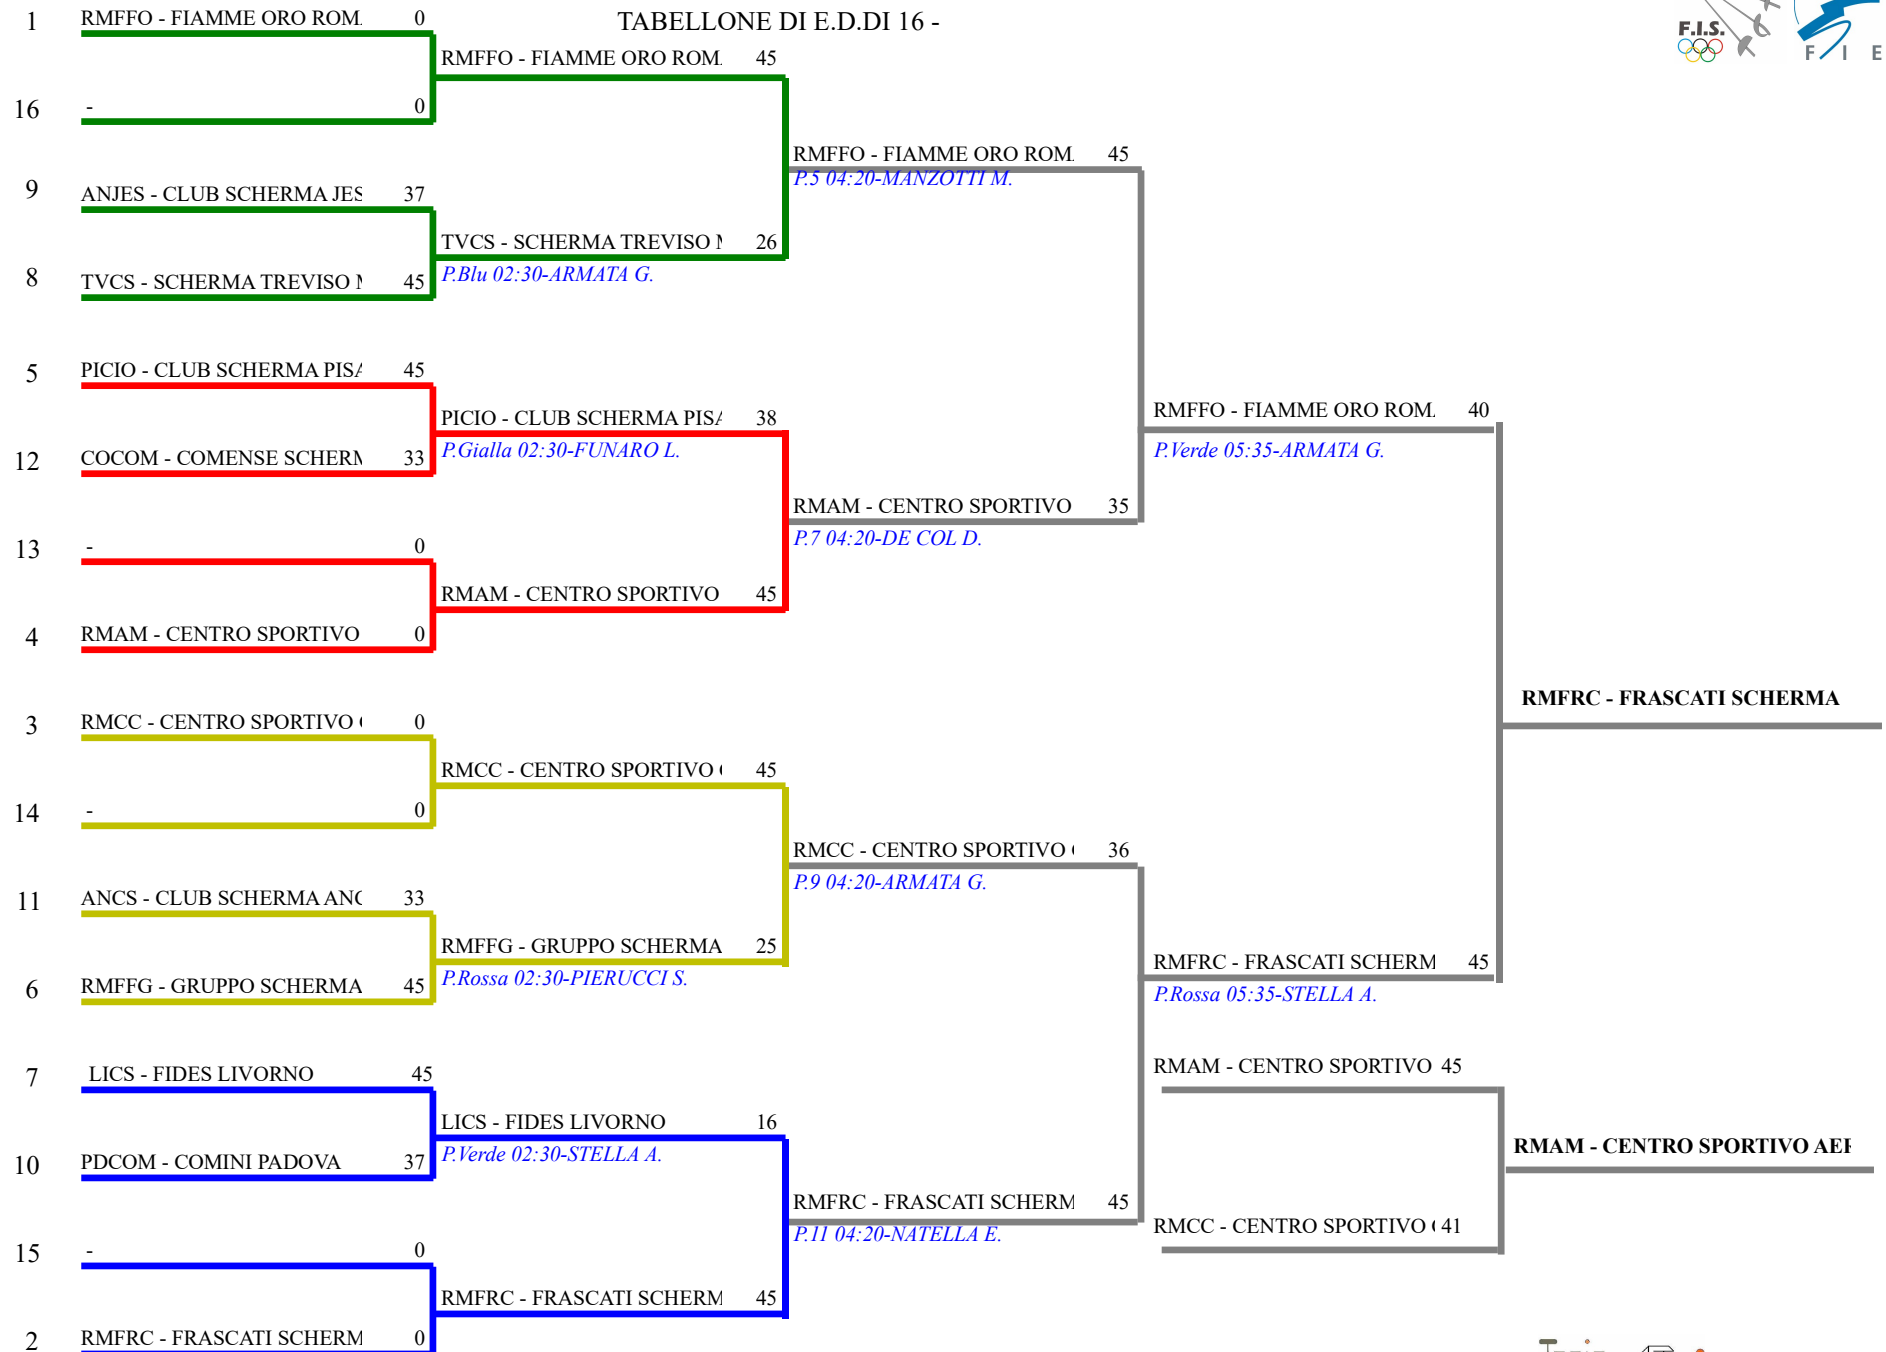 TABELLONE DI E.D.DI 16 -
F.I.S.
F I E
1 RMFFO - FIAMME ORO ROM. 0
RMFFO - FIAMME ORO ROM. 45
16 - 0
RMFFO - FIAMME ORO ROM. 45
P.5 04:20-MANZOTTI M.
9 ANJES - CLUB SCHERMA JES 37
TVCS - SCHERMA TREVISO 26
P.Blu 02:30-ARMATA G.
8 TVCS - SCHERMA TREVISO 45
5 PICIO - CLUB SCHERMA PISA 45
RMFFO - FIAMME ORO ROM. 40
P.Verde 05:35-ARMATA G.
PICIO - CLUB SCHERMA PISA 38
P.Gialla 02:30-FUNARO L.
12 COCOM - COMENSE SCHERM 33
RMAM - CENTRO SPORTIVO 35
P.7 04:20-DE COL D.
13 - 0
RMAM - CENTRO SPORTIVO 45
4 RMAM - CENTRO SPORTIVO 0
RMFRC - FRASCATI SCHERMA
3 RMCC - CENTRO SPORTIVO 0
RMCC - CENTRO SPORTIVO 45
14 - 0
RMCC - CENTRO SPORTIVO 36
P.9 04:20-ARMATA G.
11 ANCS - CLUB SCHERMA ANC 33
RMFFG - GRUPPO SCHERMA 25
P.Rossa 02:30-PIERUCCI S.
RMFRC - FRASCATI SCHERM 45
P.Rossa 05:35-STELLA A.
6 RMFFG - GRUPPO SCHERMA 45
7 LICS - FIDES LIVORNO 45
RMAM - CENTRO SPORTIVO 45
LICS - FIDES LIVORNO 16
P.Verde 02:30-STELLA A.
RMAM - CENTRO SPORTIVO AER
10 PDCOM - COMINI PADOVA 37
RMFRC - FRASCATI SCHERM 45
P.11 04:20-NATELLA E.
RMCC - CENTRO SPORTIVO 41
15 - 0
RMFRC - FRASCATI SCHERM 45
2 RMFRC - FRASCATI SCHERM 0